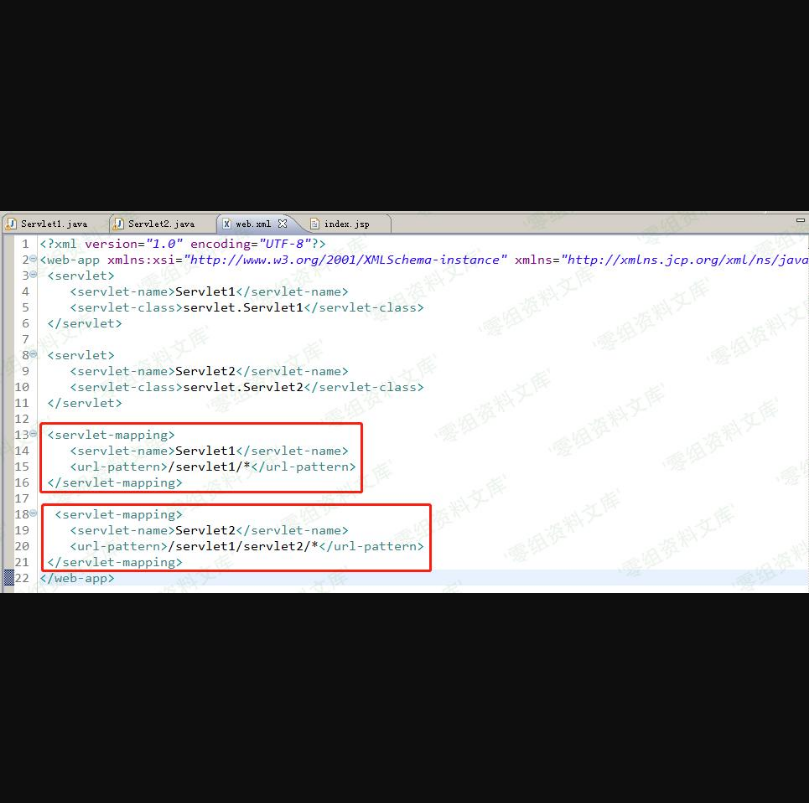 Servlet1.java Servlet2.java web.xml index.jsp
1 <?xml version="1.0" encoding="UTF-8"?>
2 <web-app xmlns:xsi="http://www.w3.org/2001/XMLSchema-instance" xmlns="http://xmlns.jcp.org/xml/ns/java
3 <servlet>
4 <servlet-name>Servlet1</servlet-name>
5 <servlet-class>servlet.Servlet1</servlet-class>
6 </servlet>
7
8 <servlet>
9 <servlet-name>Servlet2</servlet-name>
10 <servlet-class>servlet.Servlet2</servlet-class>
11 </servlet>
12
13 <servlet-mapping>
14 <servlet-name>Servlet1</servlet-name>
15 <url-pattern>/servlet1/*</url-pattern>
16 </servlet-mapping>
17
18 <servlet-mapping>
19 <servlet-name>Servlet2</servlet-name>
20 <url-pattern>/servlet1/servlet2/*</url-pattern>
21 </servlet-mapping>
22 </web-app>
'零组资料文库'